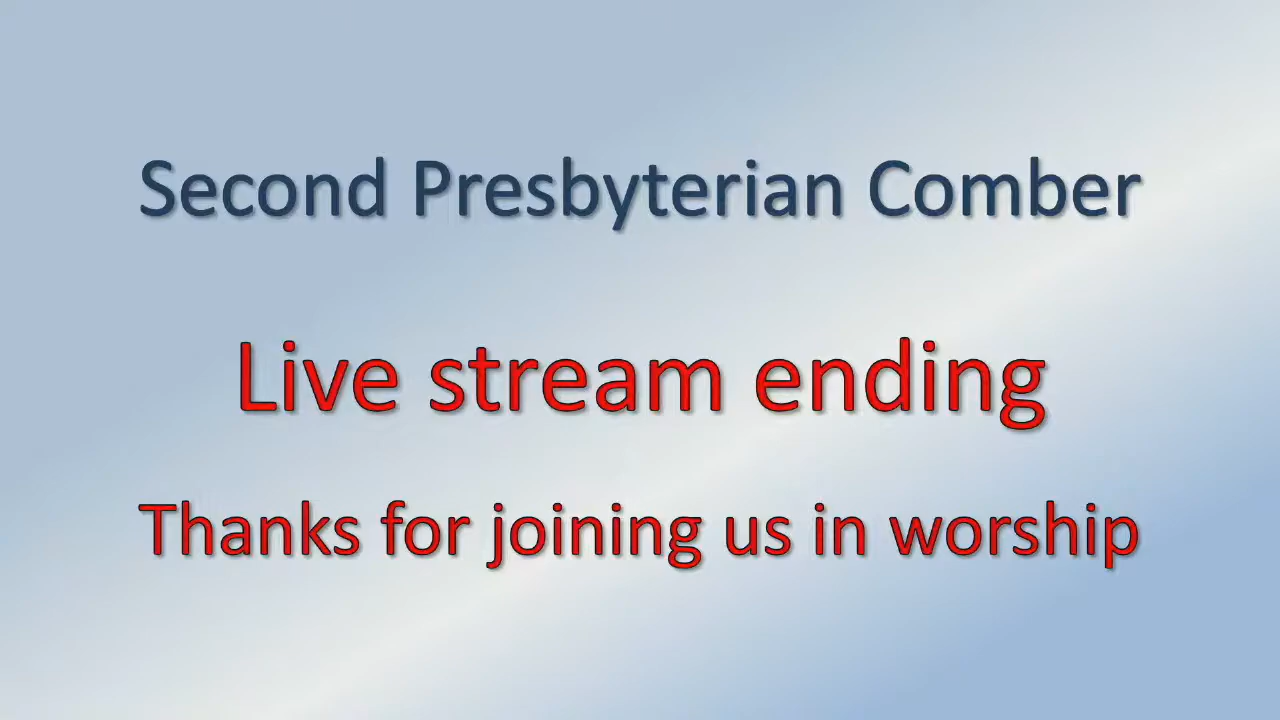 Second Presbyterian Comber
Live stream ending
Thanks for joining us in worship